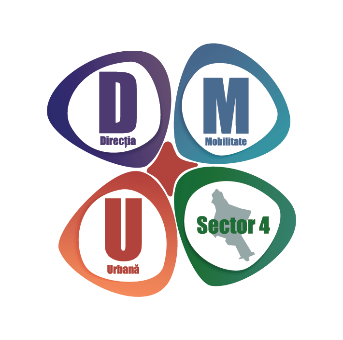 D
Direcția
M
Mobilitate
U
Urbană
Sector 4